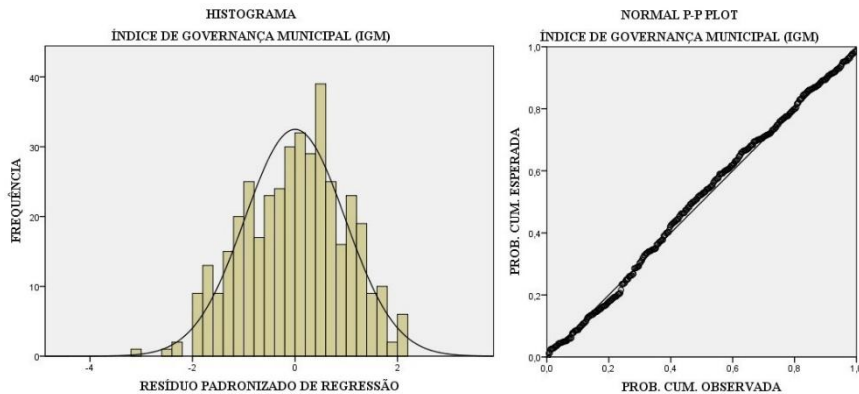 HISTOGRAMA
ÍNDICE DE GOVERNANÇA MUNICIPAL (IGM)
FREQUÊNCIA
40
30
20
10
0
-4
-2
0
2
RESÍDUO PADRONIZADO DE REGRESSÃO
NORMAL P-P PLOT
ÍNDICE DE GOVERNANÇA MUNICIPAL (IGM)
PROB. CUM. ESPERADA
1,0
0,8
0,6
0,4
0,2
0,0
0,0
0,2
0,4
0,6
0,8
1,0
PROB. CUM. OBSERVADA